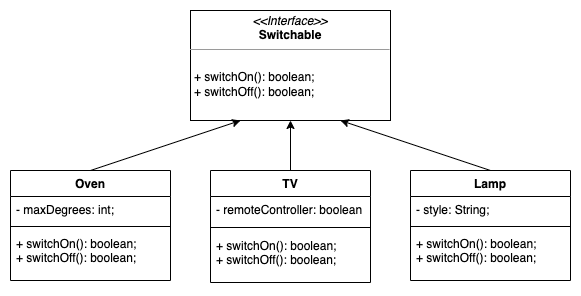 <<Interface>>
Switchable
+ switchOn(): boolean;
+ switchOff(): boolean;
Oven
- maxDegrees: int;
+ switchOn(): boolean;
+ switchOff(): boolean;
TV
- remoteController: boolean
+ switchOn(): boolean;
+ switchOff(): boolean;
Lamp
- style: String;
+ switchOn(): boolean;
+ switchOff(): boolean;